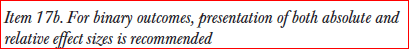 Item 17b. For binary outcomes, presentation of both absolute and
relative effect sizes is recommended